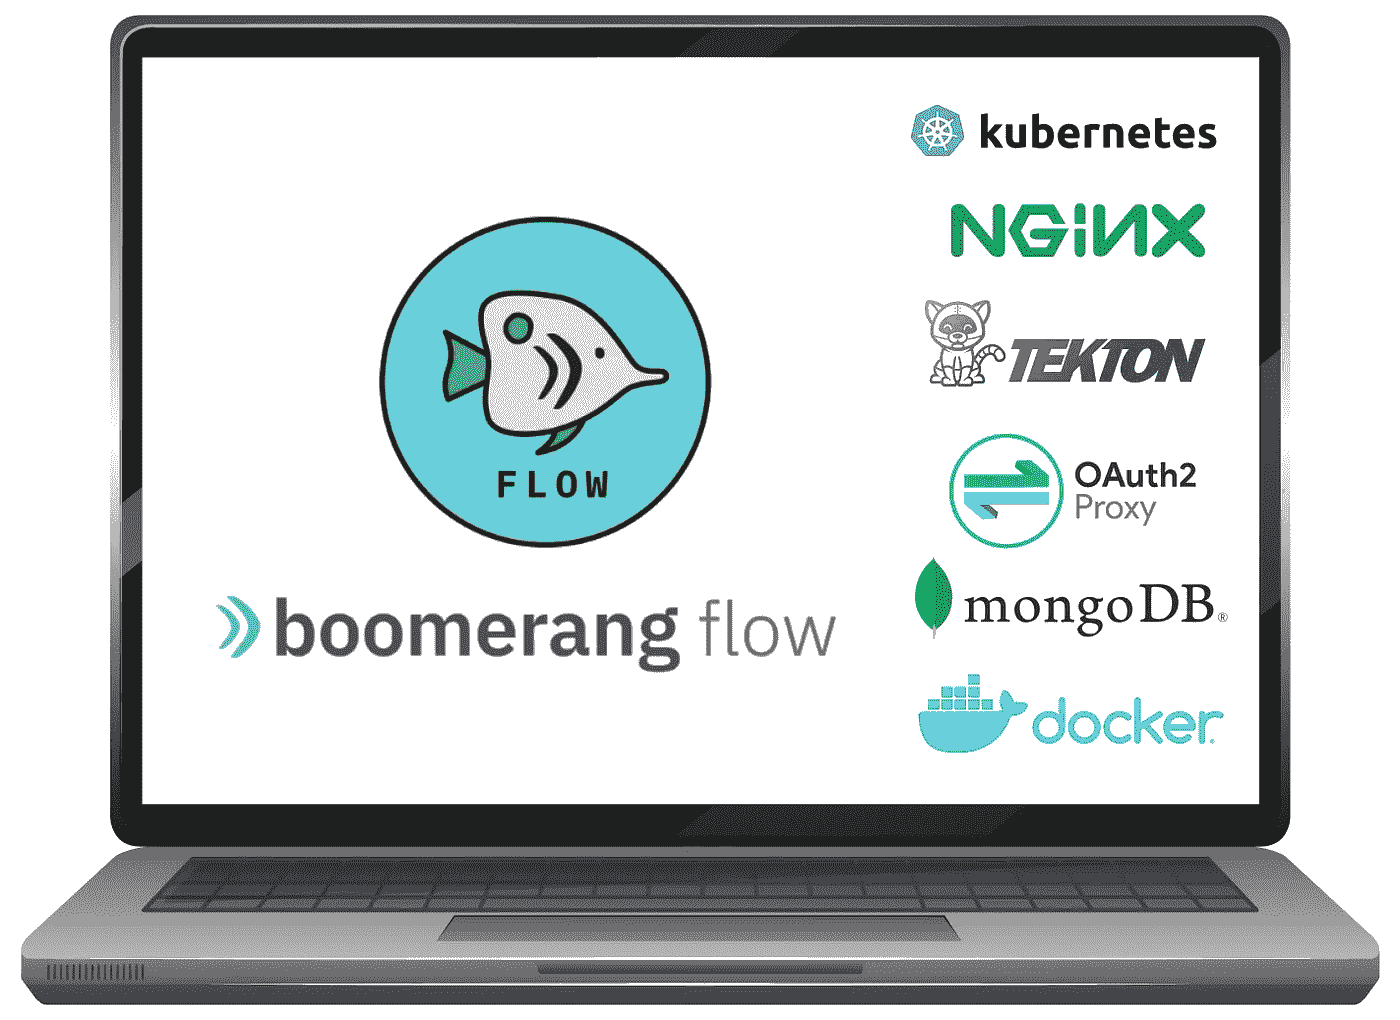 FLOW
boomerang flow
kubernetes
NGiNX
TEKTON
OAuth2
Proxy
mongoDB®
docker